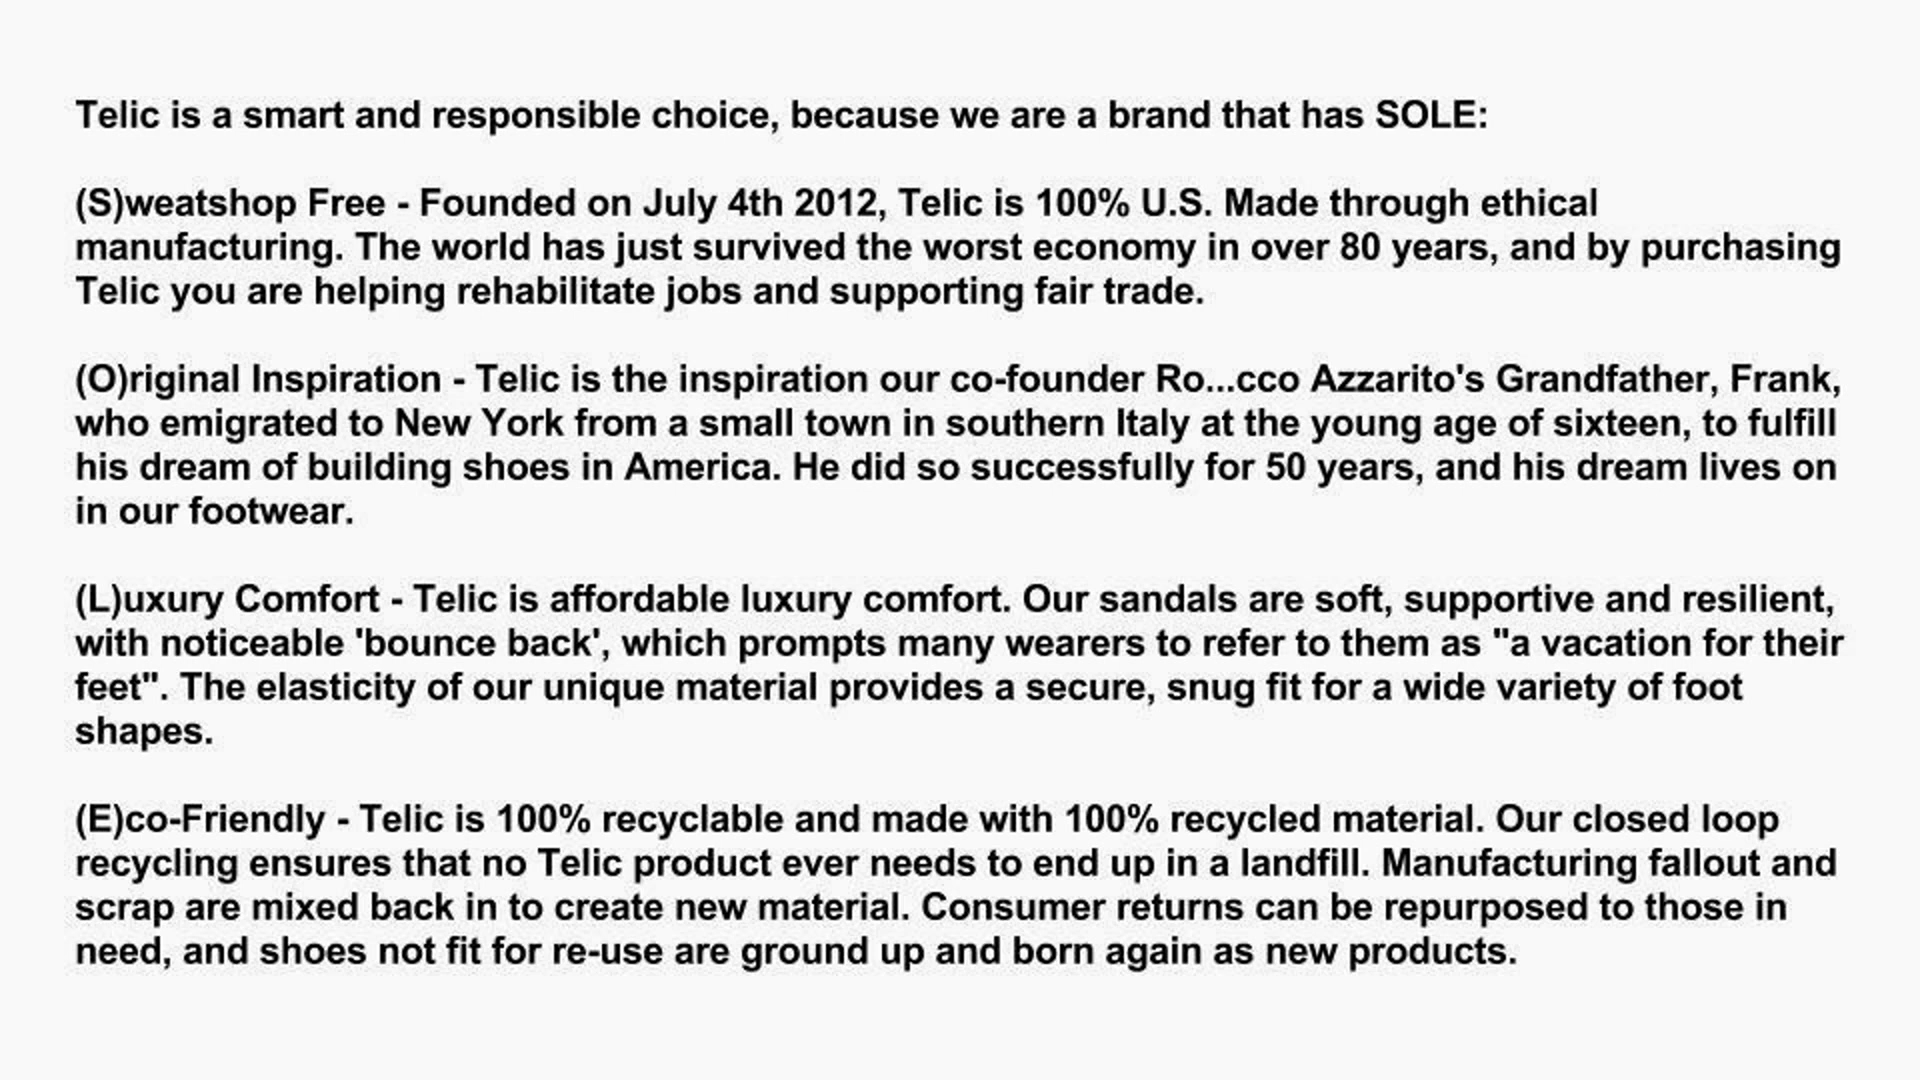 Telic is a smart and responsible choice, because we are a brand that has SOLE:
(S)weatshop Free - Founded on July 4th 2012, Telic is 100% U.S. Made through ethical
manufacturing. The world has just survived the worst economy in over 80 years, and by purchasing
Telic you are helping rehabilitate jobs and supporting fair trade.
(O)riginal Inspiration - Telic is the inspiration our co-founder Ro...cco Azzarito's Grandfather, Frank,
who emigrated to New York from a small town in southern Italy at the young age of sixteen, to fulfill
his dream of building shoes in America. He did so successfully for 50 years, and his dream lives on
in our footwear.
(L)uxury Comfort - Telic is affordable luxury comfort. Our sandals are soft, supportive and resilient,
with noticeable 'bounce back', which prompts many wearers to refer to them as "a vacation for their
feet". The elasticity of our unique material provides a secure, snug fit for a wide variety of foot
shapes.
(E)co-Friendly - Telic is 100% recyclable and made with 100% recycled material. Our closed loop
recycling ensures that no Telic product ever needs to end up in a landfill. Manufacturing fallout and
scrap are mixed back in to create new material. Consumer returns can be repurposed to those in
need, and shoes not fit for re-use are ground up and born again as new products.